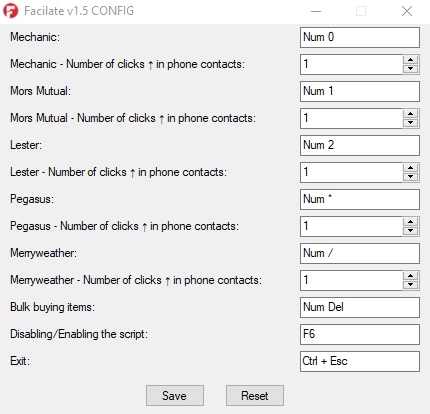 Facilate v1.5 CONFIG
Mechanic: Num 0
Mechanic - Number of clicks ↑ in phone contacts: 1
Mors Mutual: Num 1
Mors Mutual - Number of clicks ↑ in phone contacts: 1
Lester: Num 2
Lester - Number of clicks ↑ in phone contacts: 1
Pegasus: Num *
Pegasus - Number of clicks ↑ in phone contacts: 1
Merryweather: Num /
Merryweather - Number of clicks ↑ in phone contacts: 1
Bulk buying items: Num Del
Disabling/Enabling the script: F6
Exit: Ctrl + Esc
Save Reset